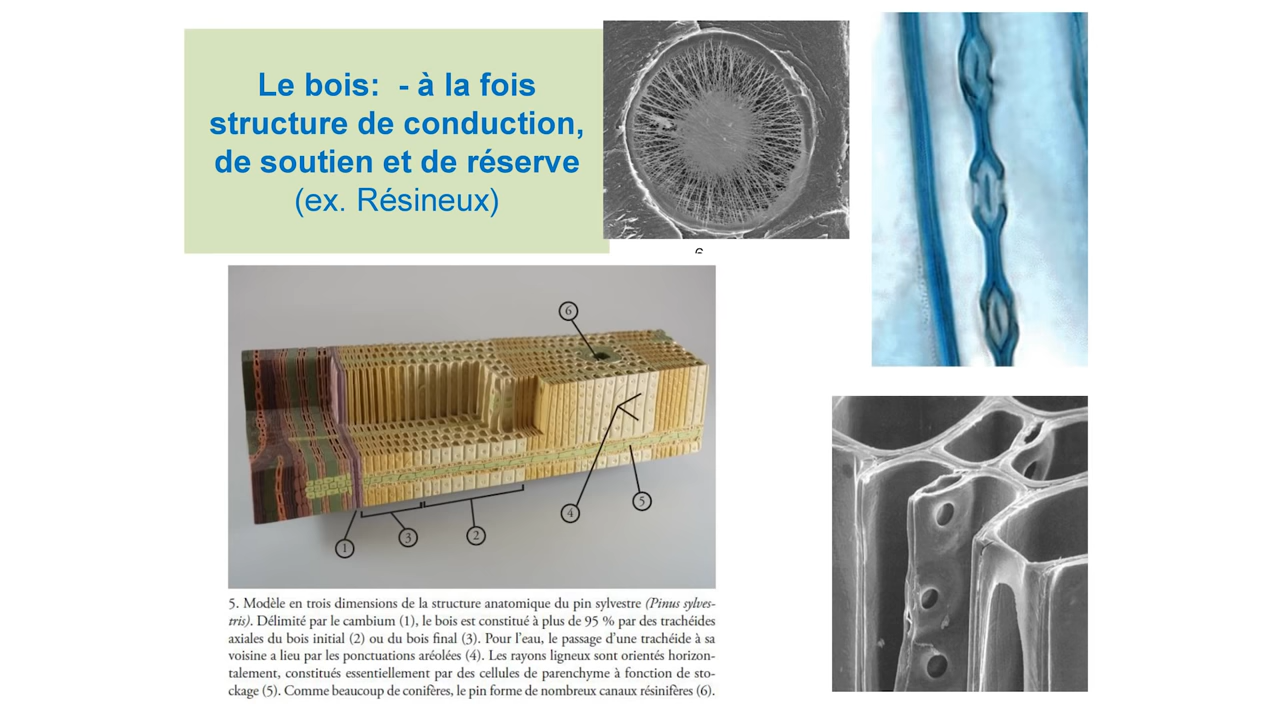 Le bois:  - à la fois
structure de conduction,
de soutien et de réserve
(ex. Résineux)
6
6
4
5
1
3
2
5. Modèle en trois dimensions de la structure anatomique du pin sylvestre (Pinus sylves-
tris). Délimité par le cambium (1), le bois est constitué à plus de 95 % par des trachéides
axiales du bois initial (2) ou du bois final (3). Pour l'eau, le passage d'une trachéide à sa
voisine a lieu par les ponctuations aréolées (4). Les rayons ligneux sont orientés horizon-
talement, constitués essentiellement par des cellules de parenchyme à fonction de sto-
ckage (5). Comme beaucoup de conifères, le pin forme de nombreux canaux résinifères (6).